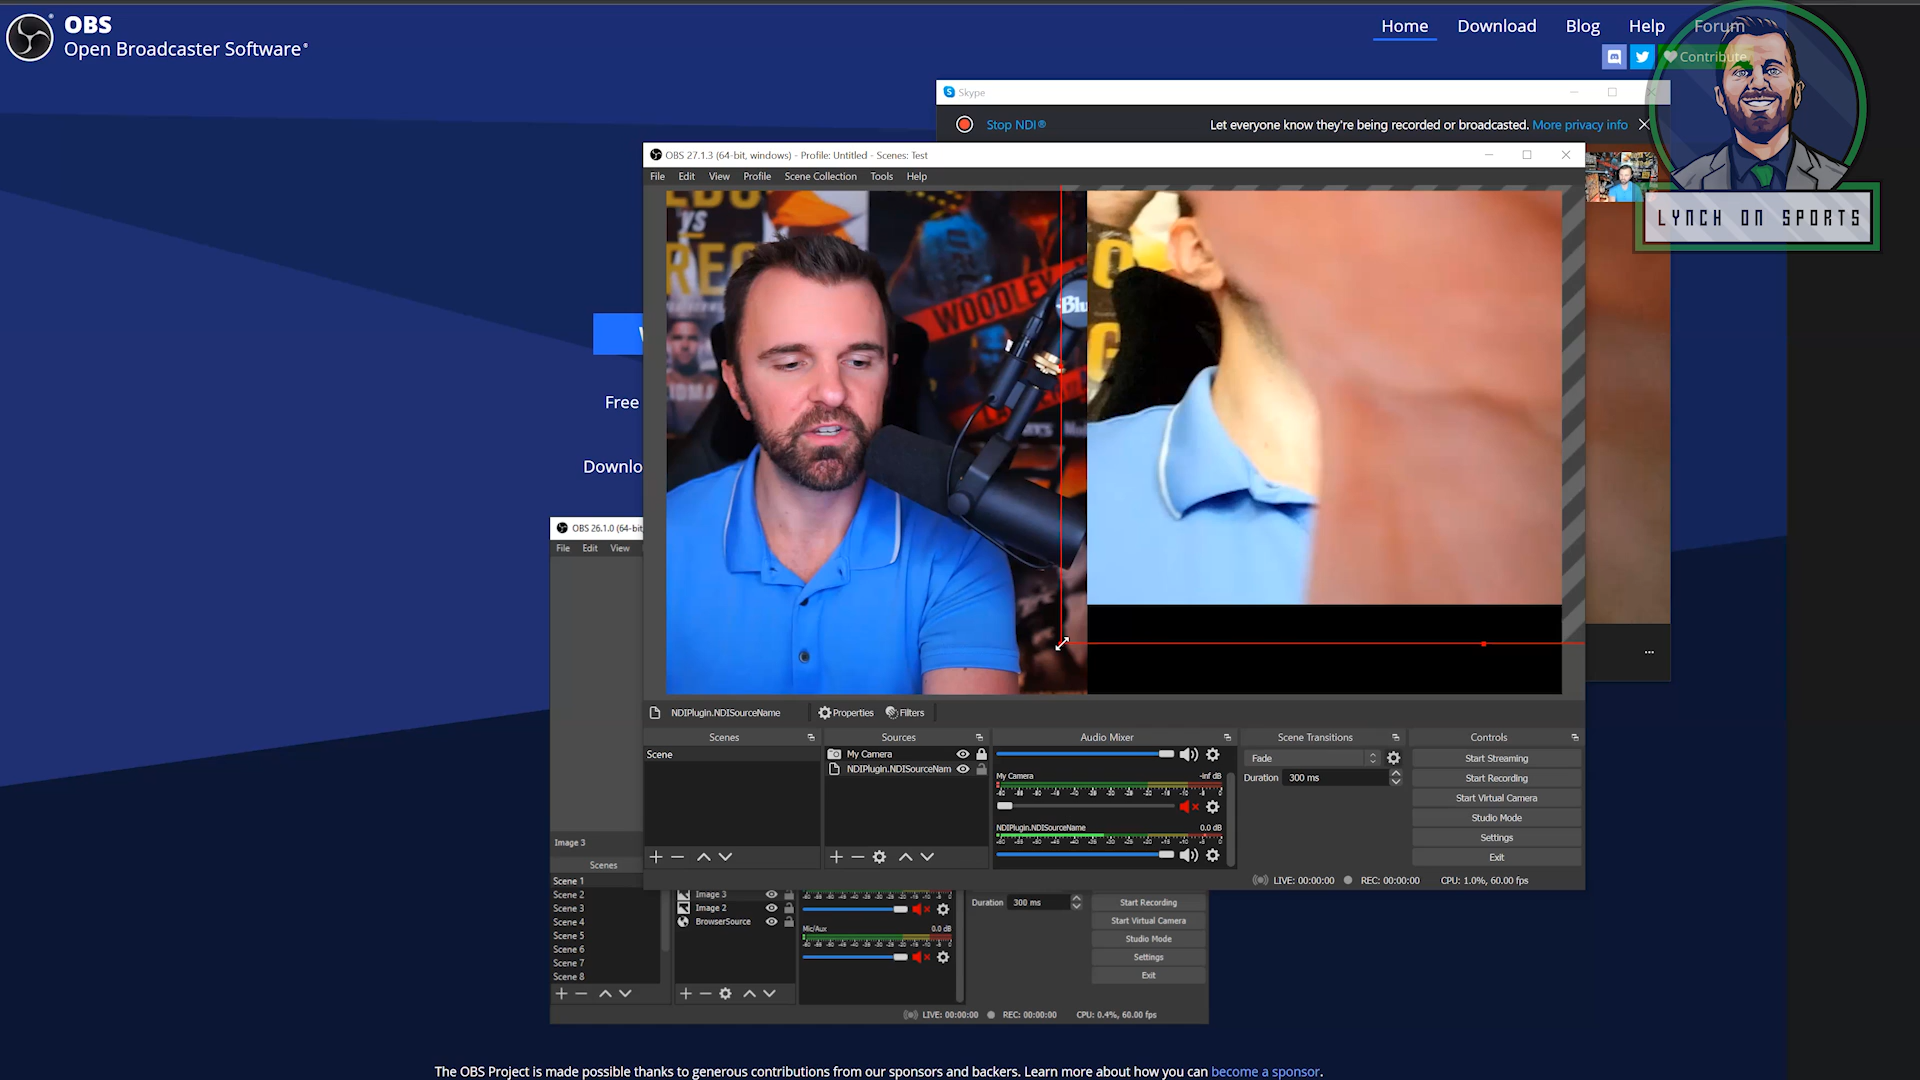 OBS
Open Broadcaster Software
Home
Download
Blog
Help
Forum
Contribute
Skype
Stop NDI®
Let everyone know they're being recorded or broadcasted. More privacy info
OBS 27.1.3 (64-bit, windows) - Profile: Untitled - Scenes: Test
File Edit View Profile Scene Collection Tools Help
LYNCH ON SPORTS
VS
WOODLEY
Blu
Free
Downlo
OBS 26.1.0 (64-bit
File Edit View
NDIPlugin.NDISourceName
Properties
Filters
Scenes
Sources
Audio Mixer
Scene Transitions
Controls
Scene
My Camera
NDIPlugin.NDISourceNam
My Camera
-inf dB
NDIPlugin.NDISourceName
0.0 dB
Fade
Duration 300 ms
Start Streaming
Start Recording
Start Virtual Camera
Studio Mode
Settings
Exit
LIVE: 00:00:00
REC: 00:00:00
CPU: 1.0%, 60.00 fps
Image 3
Scenes
Scene 1
Scene 2
Scene 3
Scene 4
Scene 5
Scene 6
Scene 7
Scene 8
Image 3
Image 2
BrowserSource
Mic/Aux
0.0 dB
Duration 300 ms
Start Recording
Start Virtual Camera
Studio Mode
Settings
Exit
LIVE: 00:00:00
REC: 00:00:00
CPU: 0.4%, 60.00 fps
The OBS Project is made possible thanks to generous contributions from our sponsors and backers. Learn more about how you can become a sponsor.